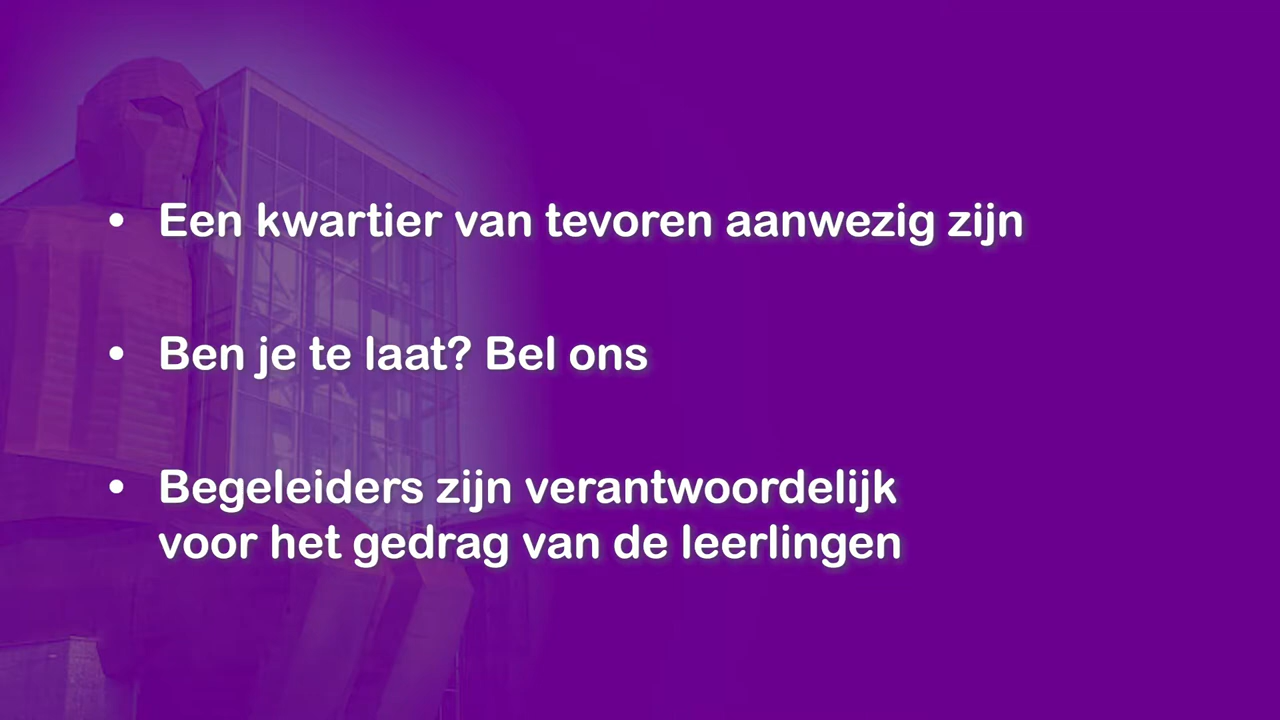 • Een kwartier van tevoren aanwezig zijn
• Ben je te laat? Bel ons
• Begeleiders zijn verantwoordelijk
voor het gedrag van de leerlingen